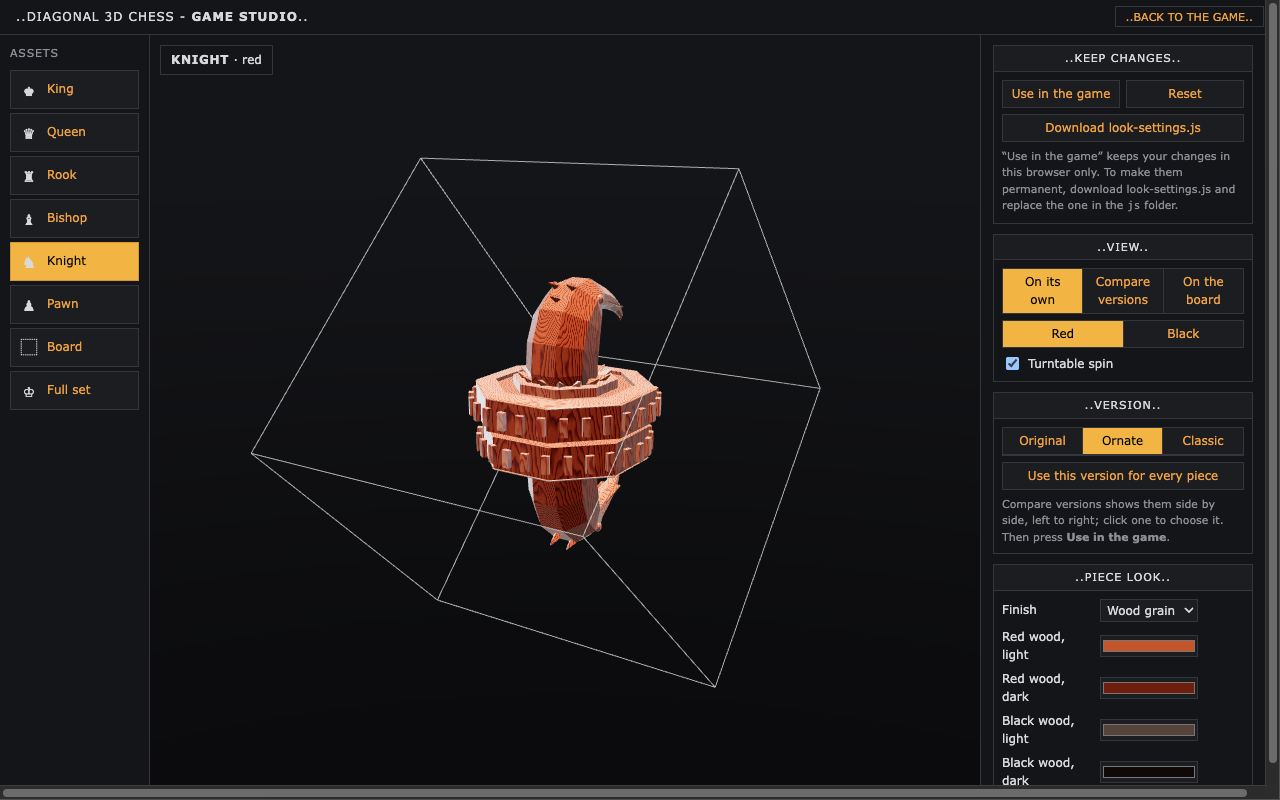 ..DIAGONAL 3D CHESS - GAME STUDIO..
..BACK TO THE GAME..
ASSETS
King
Queen
Rook
Bishop
Knight
Pawn
Board
Full set
KNIGHT · red
..KEEP CHANGES..
Use in the game
Reset
Download look-settings.js
“Use in the game” keeps your changes in
this browser only. To make them
permanent, download look-settings.js and
replace the one in the js folder.
..VIEW..
On its
own
Compare
versions
On the
board
Red
Black
Turntable spin
..VERSION..
Original
Ornate
Classic
Use this version for every piece
Compare versions shows them side by
side, left to right; click one to choose it.
Then press Use in the game.
..PIECE LOOK..
Finish
Wood grain
Red wood,
light
Red wood,
dark
Black wood,
light
Black wood,
dark